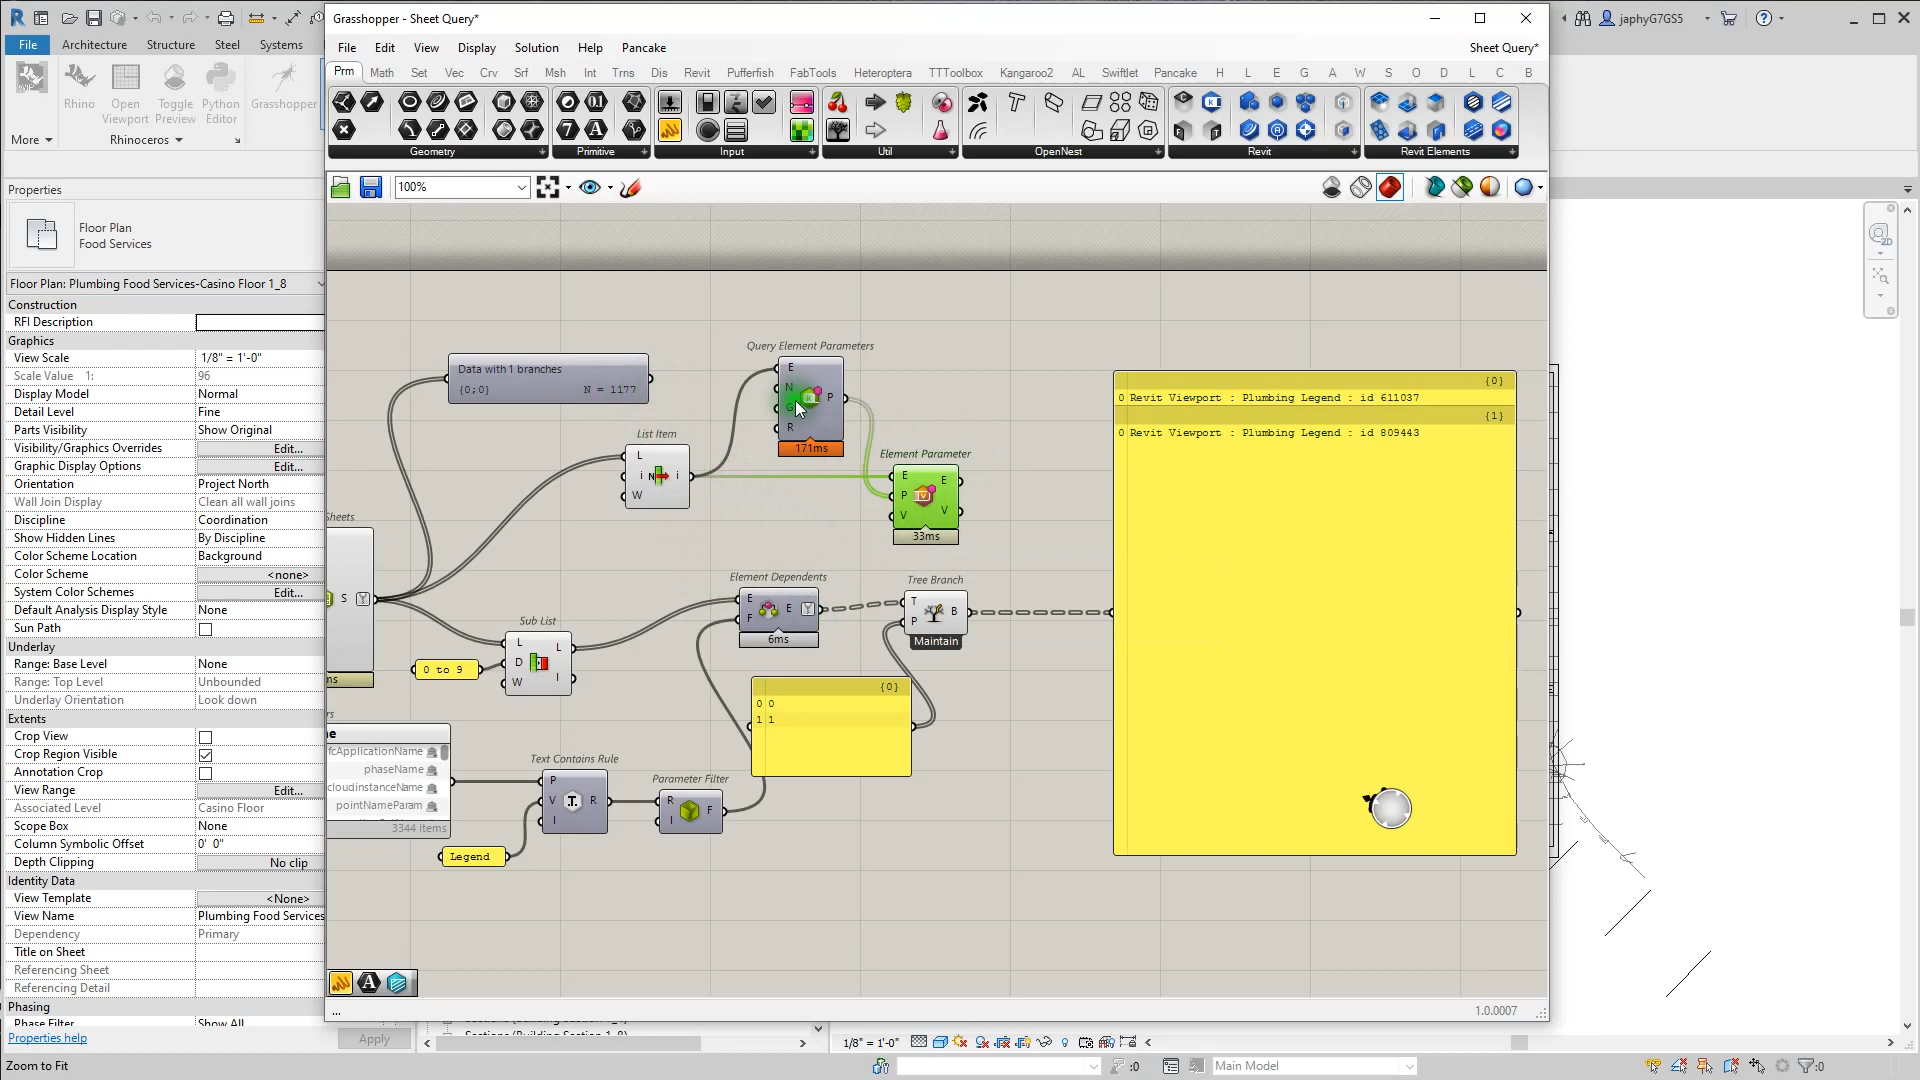 Grasshopper - Sheet Query*
japhyG7GS5
File
Architecture
Structure
Steel
Systems
File
Edit
View
Display
Solution
Help
Pancake
Sheet Query*
Prm
Math
Set
Vec
Crv
Srf
Msh
Int
Trns
Dis
Revit
Pufferfish
FabTools
Heteroptera
TTToolbox
Kangaroo2
AL
Swiftlet
Pancake
H
L
E
G
A
W
S
O
D
L
C
B
Rhino
Open
Viewport
Toggle
Preview
Python
Editor
Grasshopper
More
Rhinoceros
Geometry
Primitive
Input
Util
OpenNest
Revit
Revit Elements
100%
Properties
Floor Plan
Food Services
Floor Plan: Plumbing Food Services-Casino Floor 1_8
Construction
RFI Description
Graphics
View Scale 1/8" = 1'-0"
Scale Value 1: 96
Display Model Normal
Detail Level Fine
Parts Visibility Show Original
Visibility/Graphics Overrides Edit...
Graphic Display Options Edit...
Orientation Project North
Wall Join Display Clean all wall joins
Discipline Coordination
Show Hidden Lines By Discipline
Color Scheme Location Background
Color Scheme <none>
System Color Schemes Edit...
Default Analysis Display Style None
Sun Path
Underlay
Range: Base Level None
Range: Top Level Unbounded
Underlay Orientation Look down
Extents
Crop View
Crop Region Visible
Annotation Crop
View Range Edit...
Associated Level Casino Floor
Scope Box None
Column Symbolic Offset 0' 0"
Depth Clipping No clip
Identity Data
View Template <None>
View Name Plumbing Food Services
Dependency Primary
Title on Sheet
Referencing Sheet
Referencing Detail
Phasing
Phase Filter Show All
Properties help
Apply
Zoom to Fit
Data with 1 branches
{0;0} N = 1177
Query Element Parameters
E
N
G
R
P
171ms
List Item
L
i
W
N
i
Element Parameter
E
P
V
E
V
33ms
Sheets
S
ms
Element Dependents
E
F
E
6ms
Tree Branch
T
P
B
Maintain
Sub List
L
D
W
L
I
0 to 9
{0}
0 0
1 1
fcApplicationName
phaseName
cloudinstanceName
pointNameParam
3344 items
Text Contains Rule
P
V
I
T.
R
Parameter Filter
R
I
F
Legend
{0}
0 Revit Viewport : Plumbing Legend : id 611037
{1}
0 Revit Viewport : Plumbing Legend : id 809443
...
1.0.0007
1/8" = 1'-0"
:0
Main Model
:0